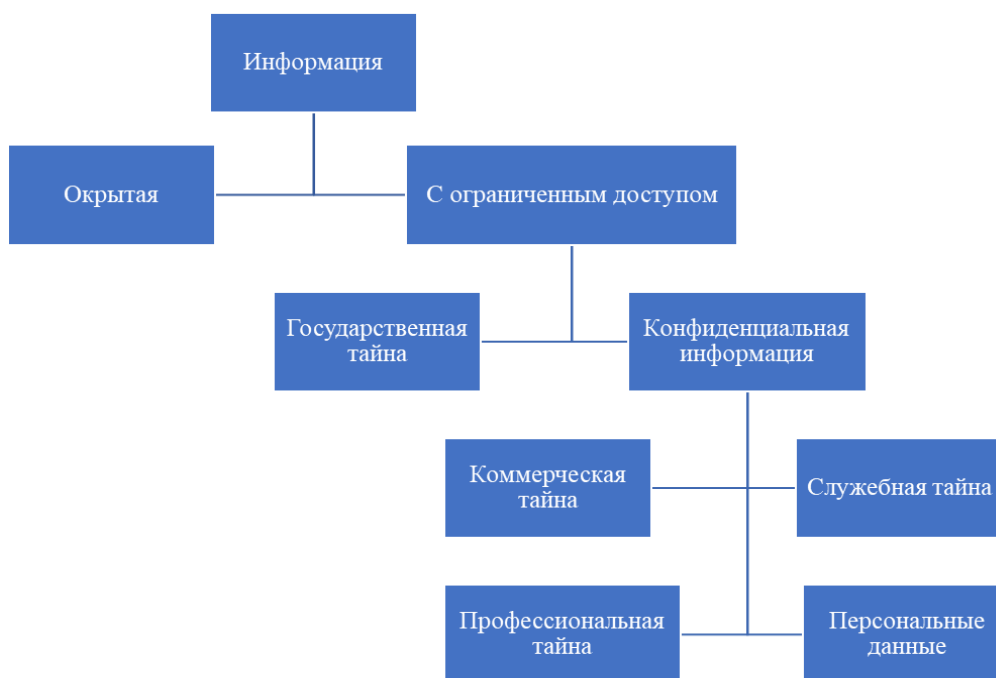 Информация
Окрытая
С ограниченным доступом
Государственная
тайна
Конфиденциальная
информация
Коммерческая
тайна
Служебная тайна
Профессиональная
тайна
Персональные
данные